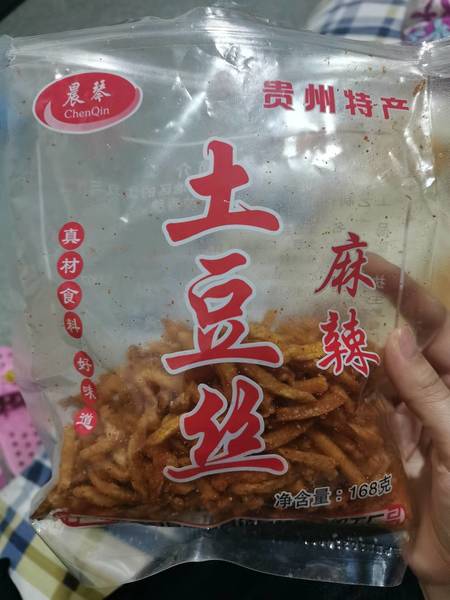 晨琴
ChenQin
贵州特产
土豆丝
麻辣
真材食料 好味道
净含量：168克